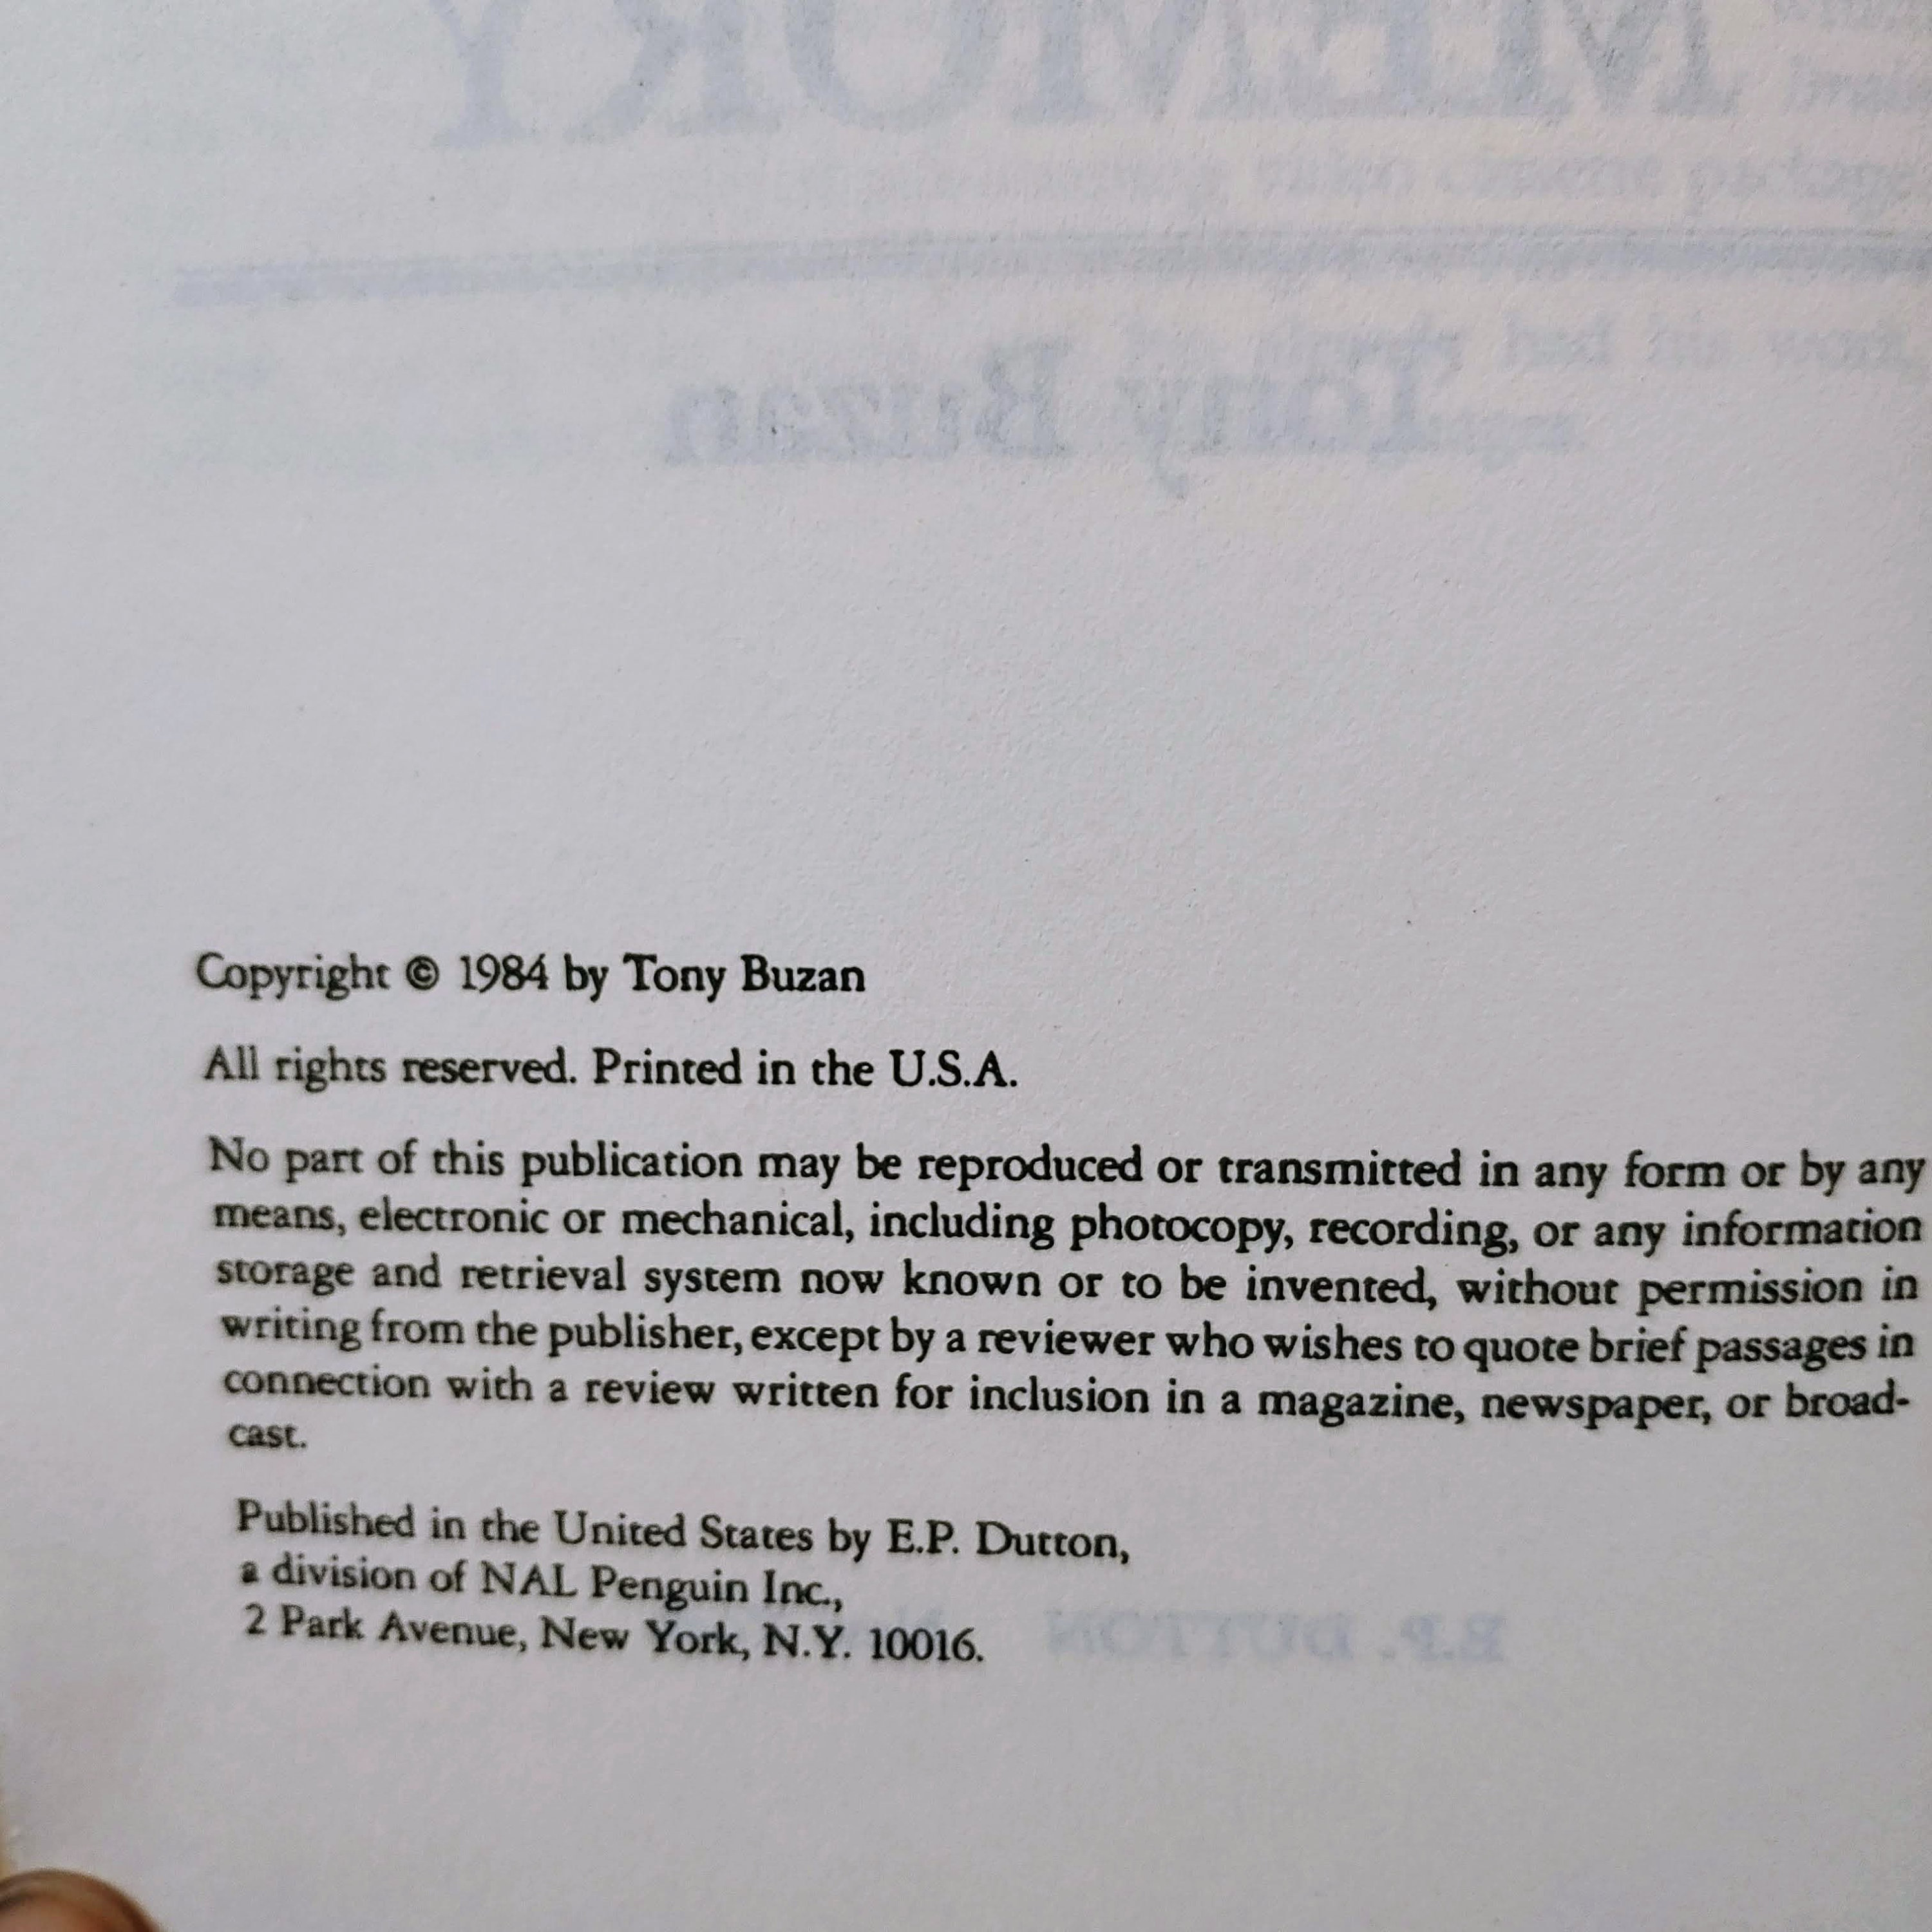 MEMORY
Tony Buzan
Copyright © 1984 by Tony Buzan
All rights reserved. Printed in the U.S.A.
No part of this publication may be reproduced or transmitted in any form or by any
means, electronic or mechanical, including photocopy, recording, or any information
storage and retrieval system now known or to be invented, without permission in
writing from the publisher, except by a reviewer who wishes to quote brief passages in
connection with a review written for inclusion in a magazine, newspaper, or broad-
cast.
Published in the United States by E.P. Dutton,
a division of NAL Penguin Inc.,
2 Park Avenue, New York, N.Y. 10016.
E.P. DUTTON